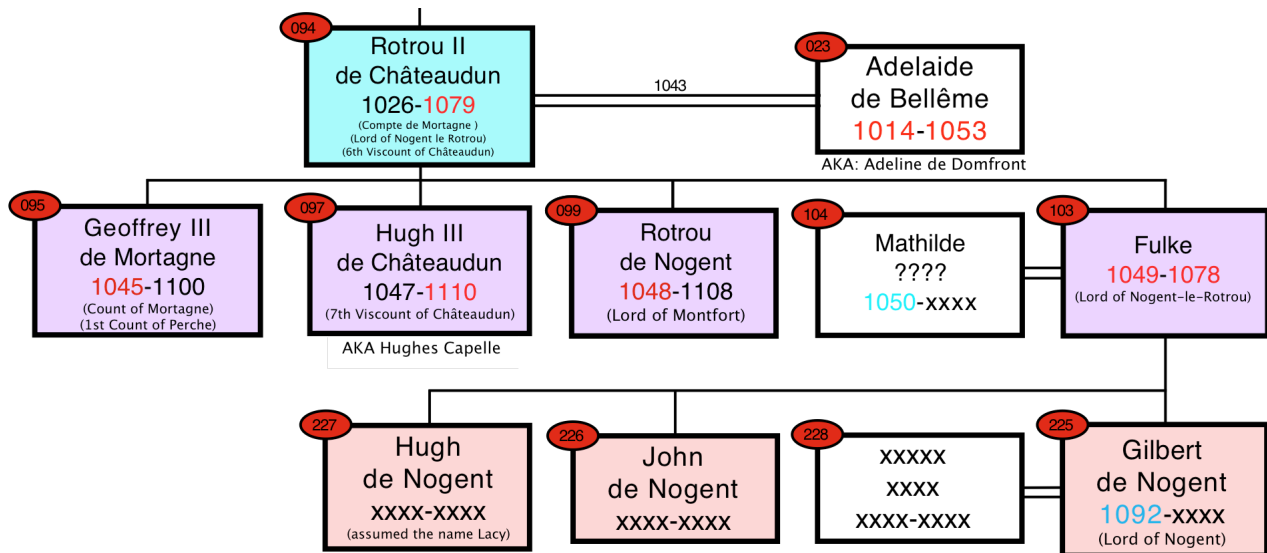 094
Rotrou II
de Châteaudun
1026-1079
(Compte de Mortagne )
(Lord of Nogent le Rotrou)
(6th Viscount of Châteaudun)
1043
023
Adelaide
de Bellême
1014-1053
AKA: Adeline de Domfront
095
Geoffrey III
de Mortagne
1045-1100
(Count of Mortagne)
(1st Count of Perche)
097
Hugh III
de Châteaudun
1047-1110
(7th Viscount of Châteaudun)
AKA Hughes Capelle
099
Rotrou
de Nogent
1048-1108
(Lord of Montfort)
104
Mathilde
????
1050-xxxx
103
Fulke
1049-1078
(Lord of Nogent-le-Rotrou)
227
Hugh
de Nogent
xxxx-xxxx
(assumed the name Lacy)
226
John
de Nogent
xxxx-xxxx
228
xxxxx
xxxx
xxxx-xxxx
225
Gilbert
de Nogent
1092-xxxx
(Lord of Nogent)